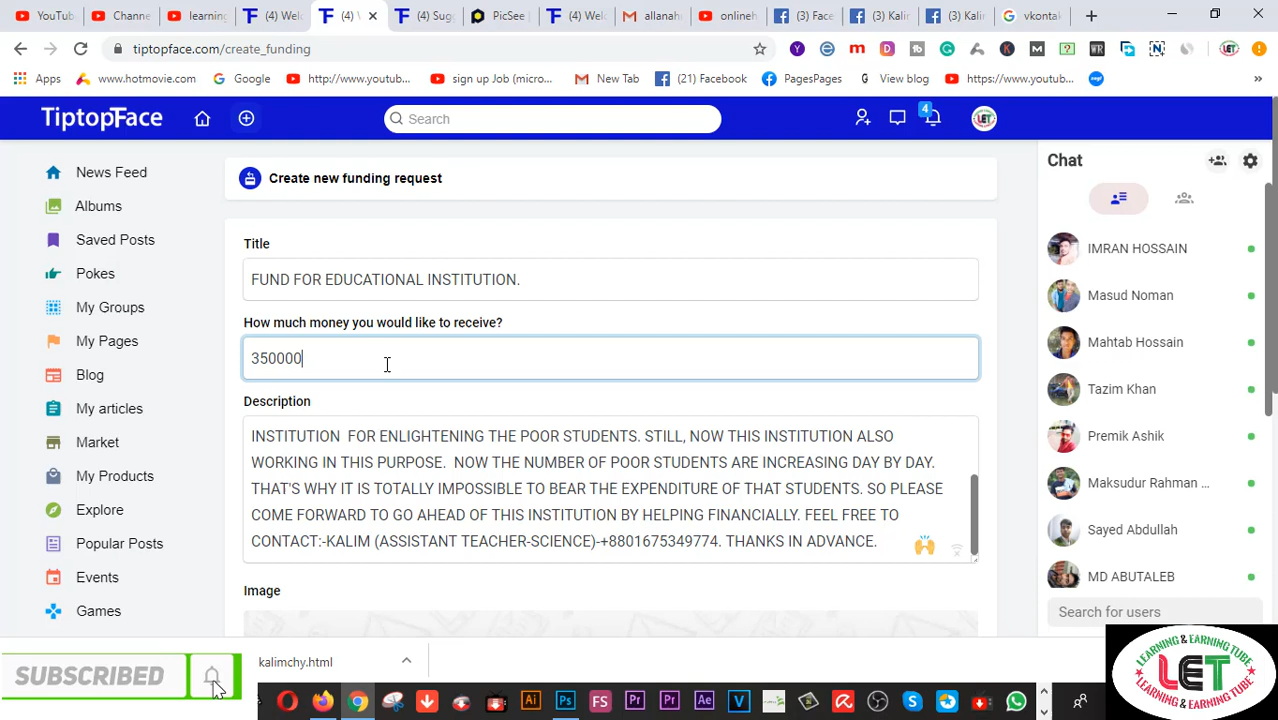 YouTub
Chann
learning
(4) Welc
(4) \
(4) Sug
PicSee
(4) Wel
allanah
onlineh
(3) Face
(3) Kalir
(3) Kali
vkonta
tiptopface.com/create_funding
Apps
www.hotmovie.com
Google
http://www.youtub...
sign up Job (micro...
New Tab
(21) Facebook
PagesPages
View blog
https://www.youtub...
TiptopFace
Search
4
Create new funding request
Chat
News Feed
Albums
Saved Posts
Pokes
My Groups
My Pages
Blog
My articles
Market
My Products
Explore
Popular Posts
Events
Games
Title
FUND FOR EDUCATIONAL INSTITUTION.
How much money you would like to receive?
350000
Description
INSTITUTION FOR ENLIGHTENING THE POOR STUDENTS. STILL, NOW THIS INSTITUTION ALSO
WORKING IN THIS PURPOSE. NOW THE NUMBER OF POOR STUDENTS ARE INCREASING DAY BY DAY.
THAT'S WHY IT IS TOTALLY IMPOSSIBLE TO BEAR THE EXPENDITURE OF THAT STUDENTS. SO PLEASE
COME FORWARD TO GO AHEAD OF THIS INSTITUTION BY HELPING FINANCIALLY. FEEL FREE TO
CONTACT:-KALIM (ASSISTANT TEACHER-SCIENCE)-+8801675349774. THANKS IN ADVANCE.
Image
IMRAN HOSSAIN
Masud Noman
Mahtab Hossain
Tazim Khan
Premik Ashik
Maksudur Rahman ...
Sayed Abdullah
MD ABUTALEB
Search for users
kalimchy.html
SUBSCRIBED
LEARNING & EARNING TUBE
LET
LEARNING & EARNING TUBE